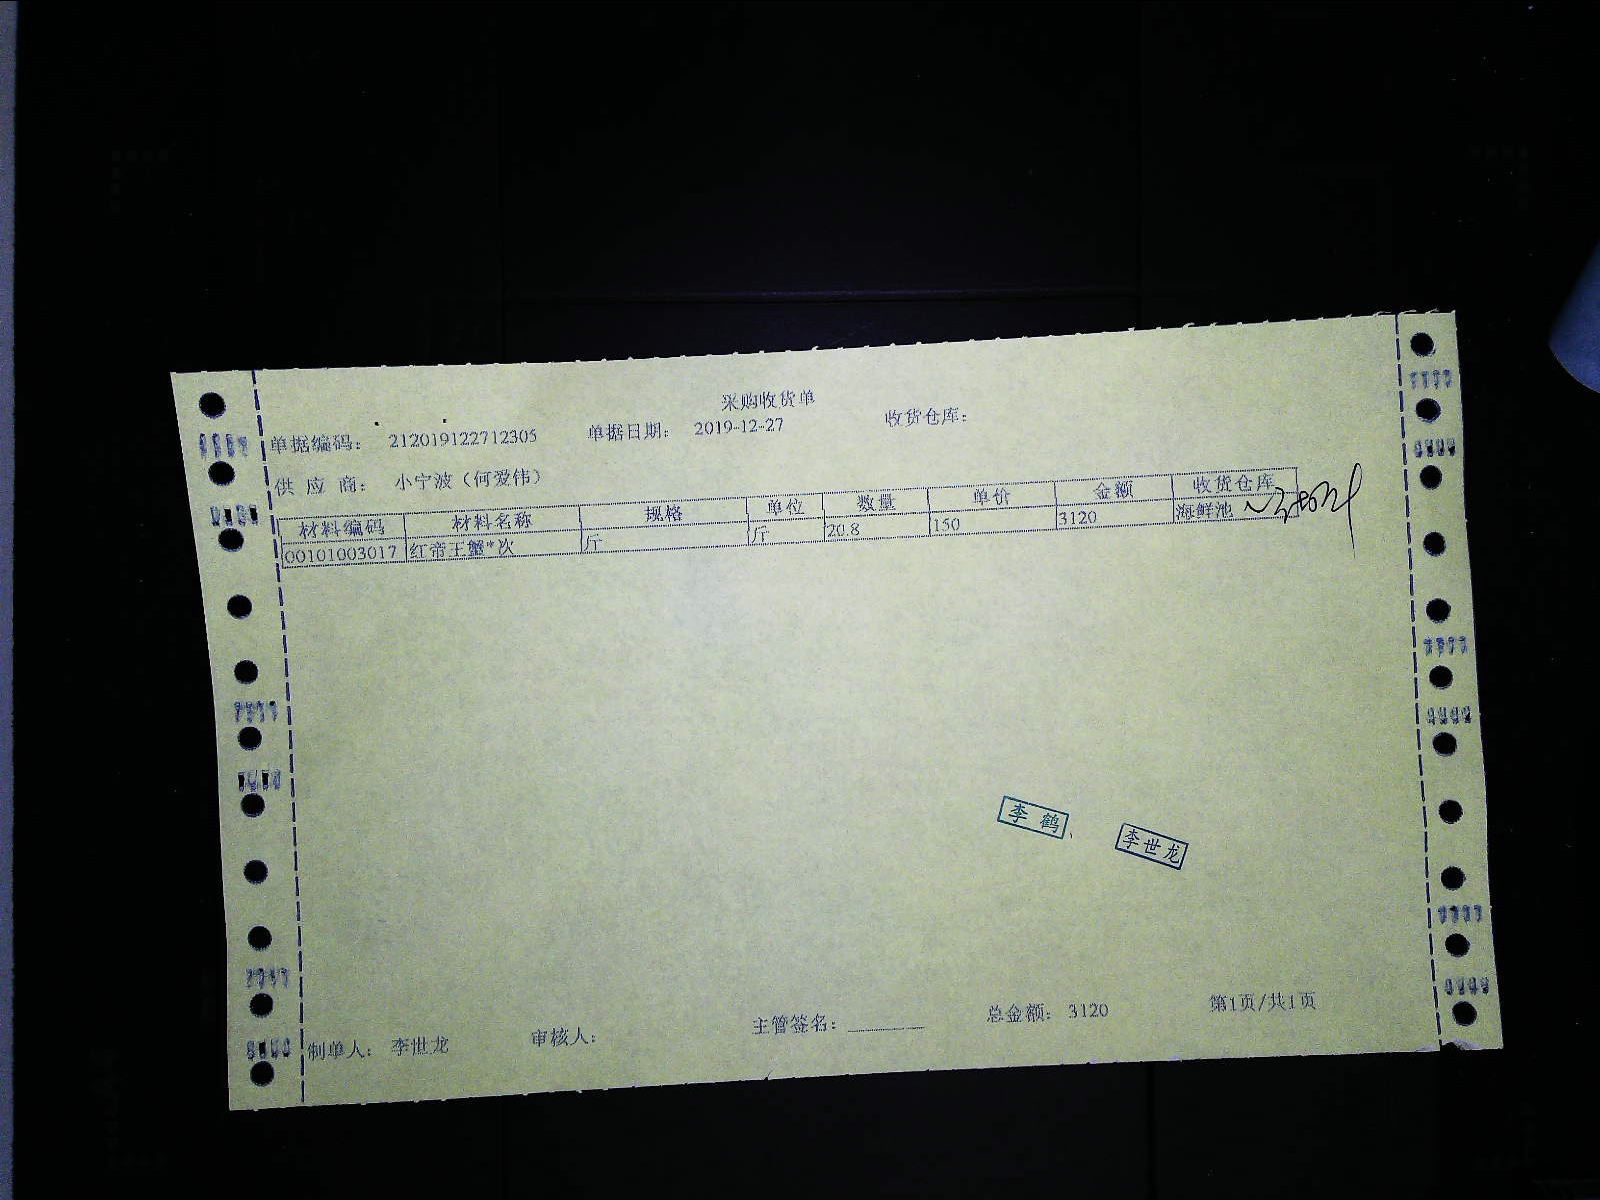 采购收货单
单据编码： 212019122712305 单据日期： 2019-12-27 收货仓库：
供 应 商： 小宁波（何爱伟）
材料编码 材料名称 规格 单位 数量 单价 金额 收货仓库
00101003017 红帝王蟹*次 斤 斤 20.8 150 3120 海鲜池
李 鹤
李世龙
制单人： 李世龙 审核人： 主管签名： 总金额： 3120 第1页/共1页